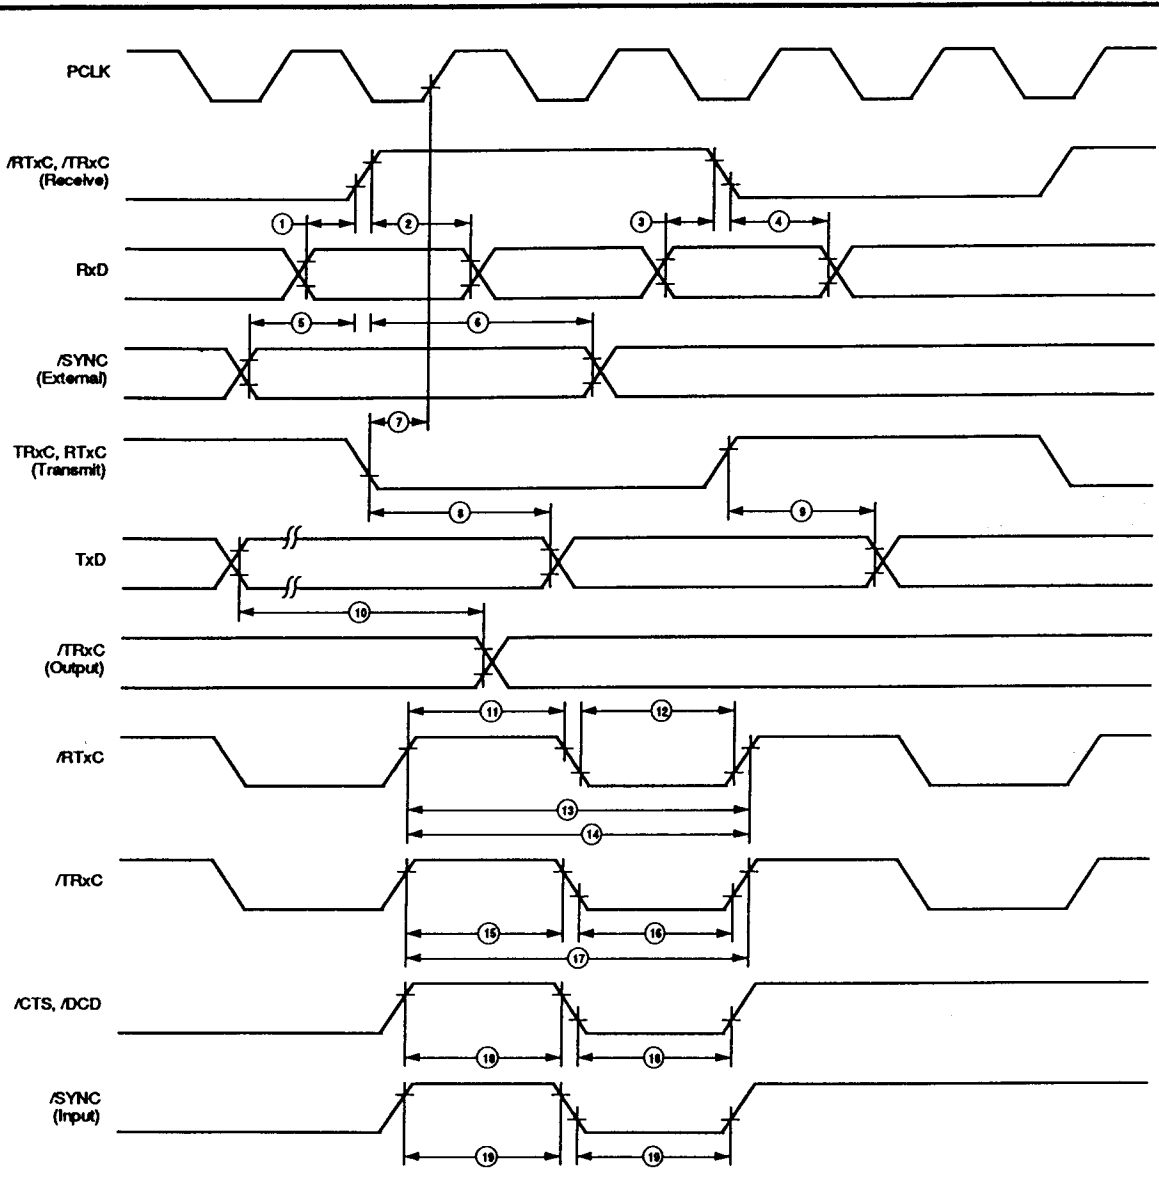 PCLK
/RTxC, /TRxC
(Receive)
1
2
3
4
RxD
5
6
/SYNC
(External)
7
TRxC, RTxC
(Transmit)
8
9
TxD
10
/TRxC
(Output)
11
12
/RTxC
13
14
/TRxC
15
16
17
/CTS, /DCD
18
18
/SYNC
(Input)
19
19